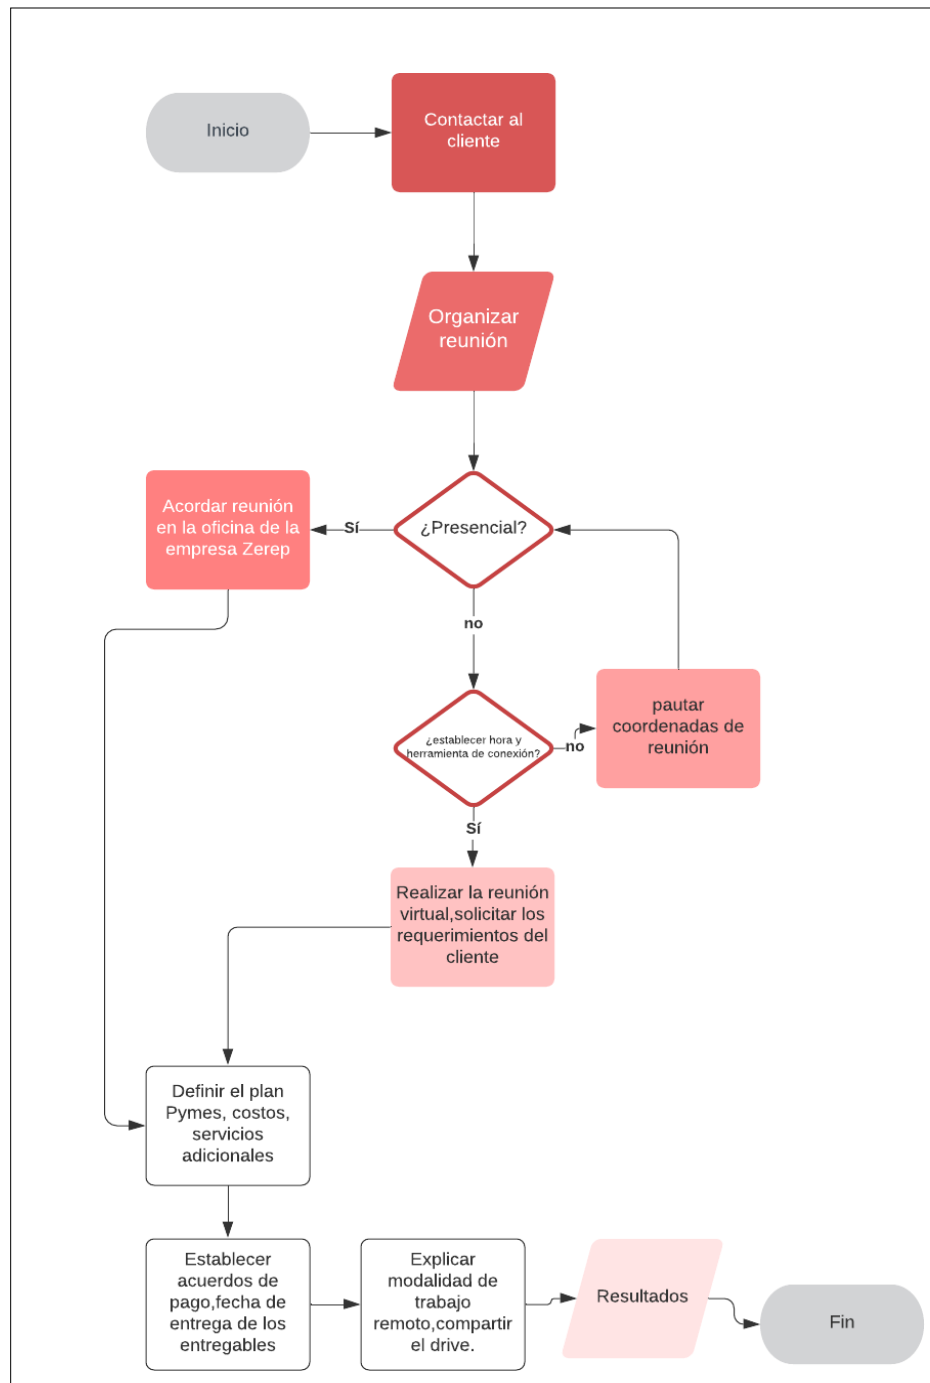 Inicio
Contactar al
cliente
Organizar
reunión
¿Presencial?
Sí
Acordar reunión
en la oficina de la
empresa Zerep
no
¿establecer hora y
herramienta de conexión?
no
pautar
coordenadas de
reunión
Sí
Realizar la reunión
virtual,solicitar los
requerimientos del
cliente
Definir el plan
Pymes, costos,
servicios
adicionales
Establecer
acuerdos de
pago,fecha de
entrega de los
entregables
Explicar
modalidad de
trabajo
remoto,compartir
el drive.
Resultados
Fin